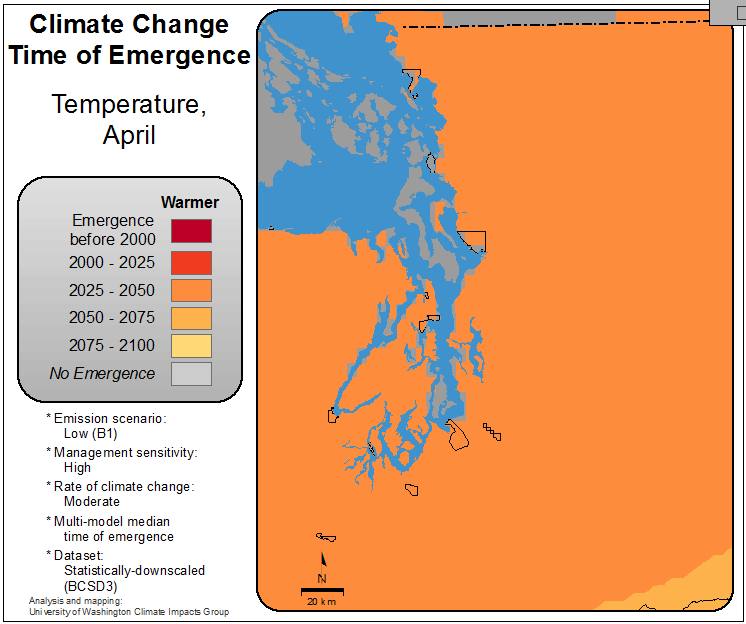 Climate Change
Time of Emergence
Temperature,
April
Warmer
Emergence
before 2000
2000 - 2025
2025 - 2050
2050 - 2075
2075 - 2100
No Emergence
* Emission scenario:
Low (B1)
* Management sensitivity:
High
* Rate of climate change:
Moderate
* Multi-model median
time of emergence
* Dataset:
Statistically-downscaled
(BCSD3)
Analysis and mapping:
University of Washington Climate Impacts Group
N
20 km